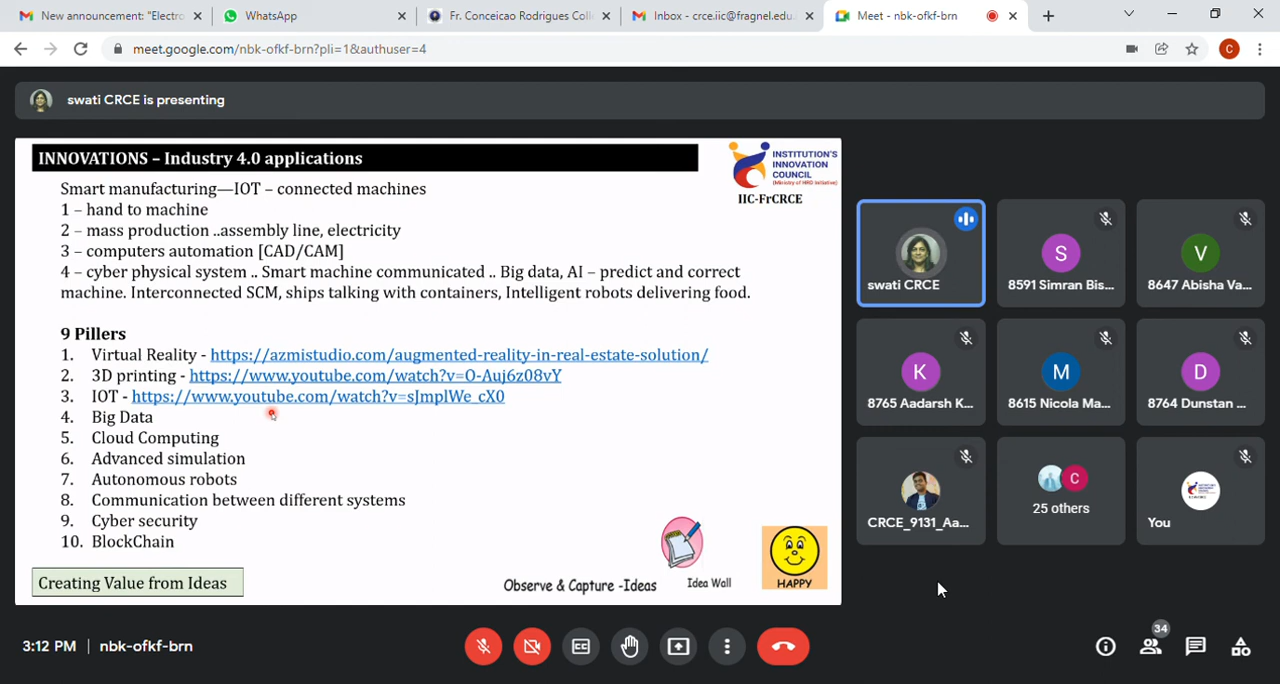 New announcement: "Electro
WhatsApp
Fr. Conceicao Rodrigues Coll
Inbox - crce.iic@fragnel.edu.
Meet - nbk-ofkf-brn
meet.google.com/nbk-ofkf-brn?pli=1&authuser=4
C
swati CRCE is presenting
INNOVATIONS – Industry 4.0 applications
INSTITUTION'S
INNOVATION
COUNCIL
(Ministry of HRD Initiative)
IIC-FrCRCE
Smart manufacturing—IOT – connected machines
1 – hand to machine
2 – mass production ..assembly line, electricity
3 – computers automation [CAD/CAM]
4 – cyber physical system .. Smart machine communicated .. Big data, AI – predict and correct
machine. Interconnected SCM, ships talking with containers, Intelligent robots delivering food.
9 Pillers
1. Virtual Reality - https://azmistudio.com/augmented-reality-in-real-estate-solution/
2. 3D printing - https://www.youtube.com/watch?v=O-Auj6z08vY
3. IOT - https://www.youtube.com/watch?v=sJmplWe_cX0
4. Big Data
5. Cloud Computing
6. Advanced simulation
7. Autonomous robots
8. Communication between different systems
9. Cyber security
10. BlockChain
Creating Value from Ideas
Observe & Capture -Ideas
Idea Wall
HAPPY
swati CRCE
S
8591 Simran Bis...
V
8647 Abisha Va...
K
8765 Aadarsh K...
M
8615 Nicola Ma...
D
8764 Dunstan ...
CRCE_9131_Aa...
C
25 others
You
3:12 PM | nbk-ofkf-brn
34